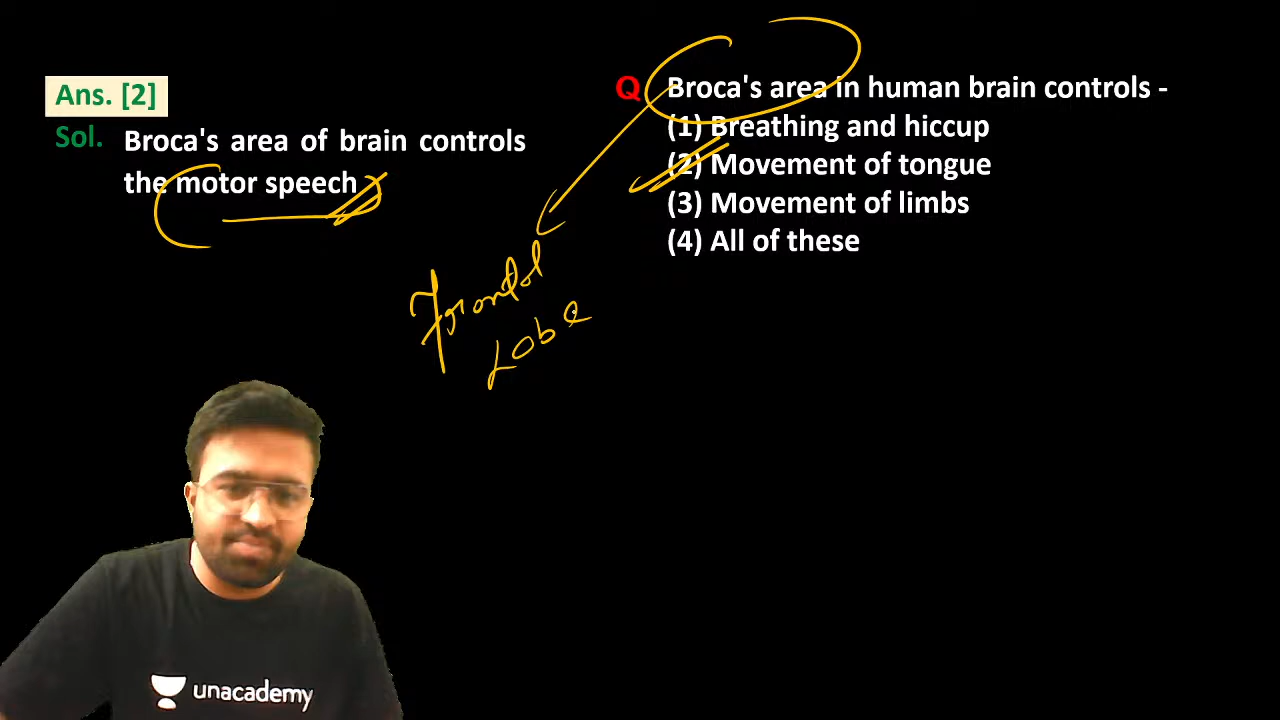 Ans. [2]
Sol. Broca's area of brain controls
the motor speech
Q Broca's area in human brain controls -
(1) Breathing and hiccup
(2) Movement of tongue
(3) Movement of limbs
(4) All of these
Frontal
Lobe
unacademy